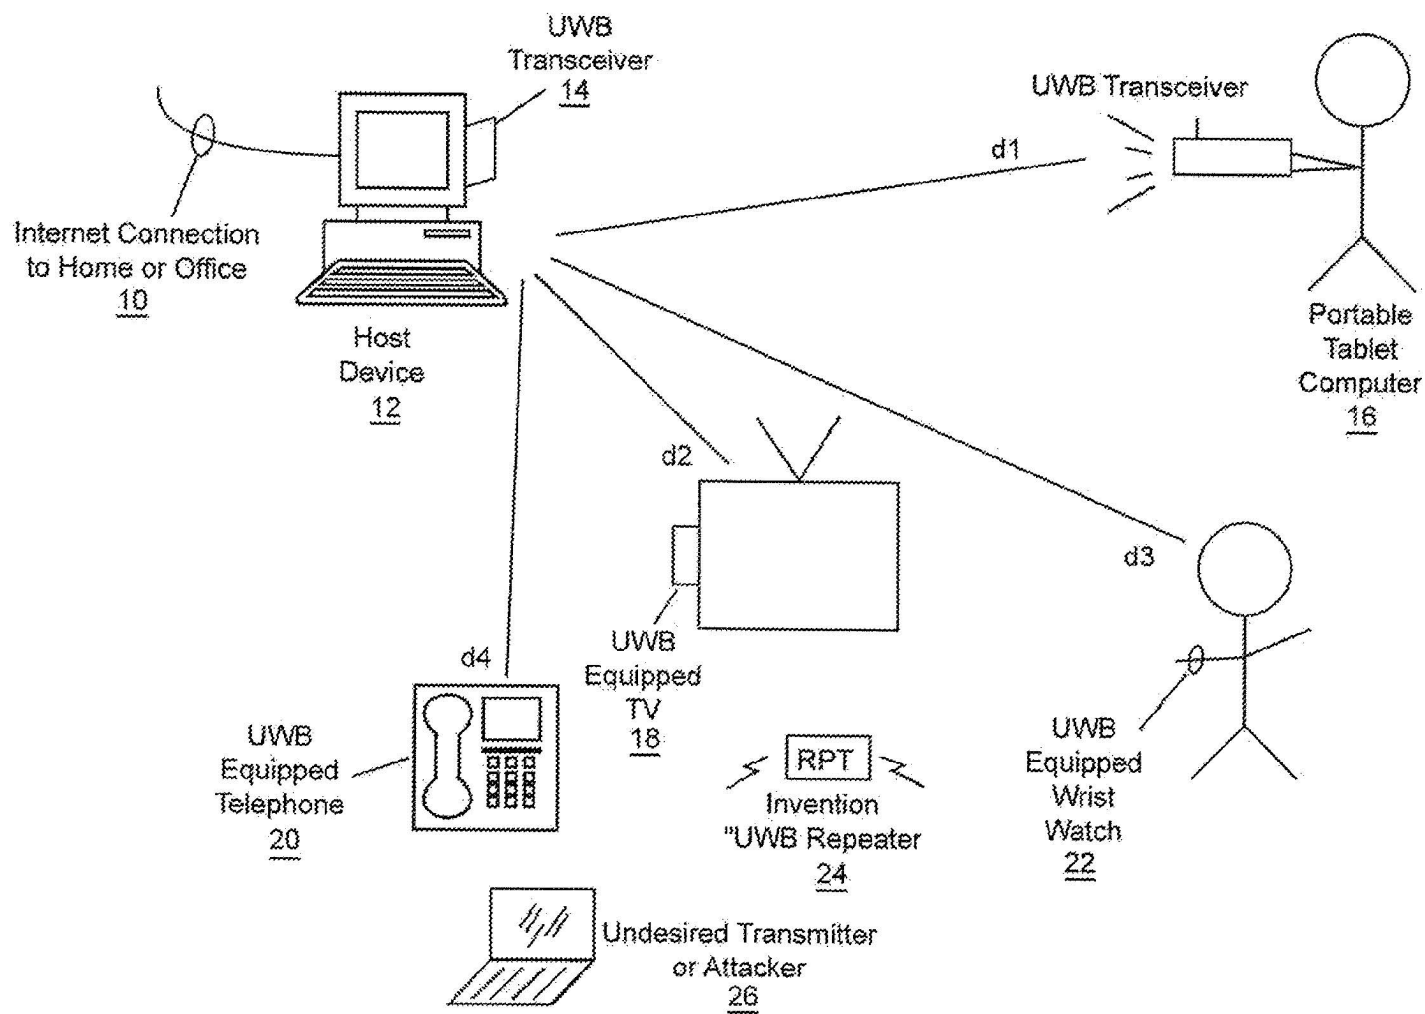 UWB
Transceiver
14
UWB Transceiver
d1
Internet Connection
to Home or Office
10
Host
Device
12
Portable
Tablet
Computer
16
d2
d3
d4
UWB
Equipped
TV
18
UWB
Equipped
Telephone
20
RPT
Invention
"UWB Repeater
24
UWB
Equipped
Wrist
Watch
22
Undesired Transmitter
or Attacker
26